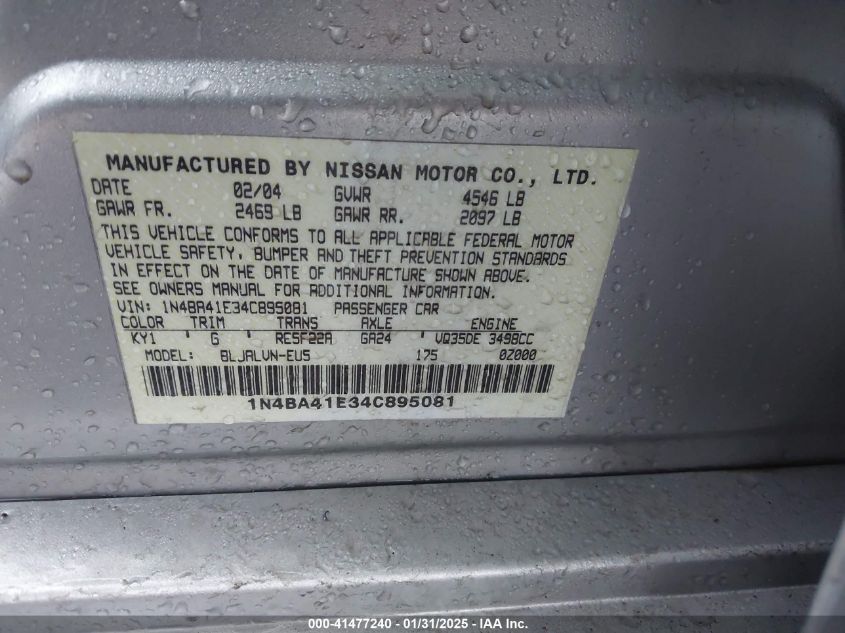 MANUFACTURED BY NISSAN MOTOR CO., LTD.
DATE 02/04 GVWR 4546 LB
GAWR FR. 2469 LB GAWR RR. 2097 LB
THIS VEHICLE CONFORMS TO ALL APPLICABLE FEDERAL MOTOR
VEHICLE SAFETY, BUMPER AND THEFT PREVENTION STANDARDS
IN EFFECT ON THE DATE OF MANUFACTURE SHOWN ABOVE.
SEE OWNERS MANUAL FOR ADDITIONAL INFORMATION.
VIN: 1N4BA41E34C895081 PASSENGER CAR
COLOR TRIM TRANS AXLE ENGINE
KY1 G RE5F22A GA24 VQ35DE 3498CC
MODEL: BLJALVN-EU5 175 0Z000
1N4BA41E34C895081
000-41477240 - 01/31/2025 - IAA Inc.